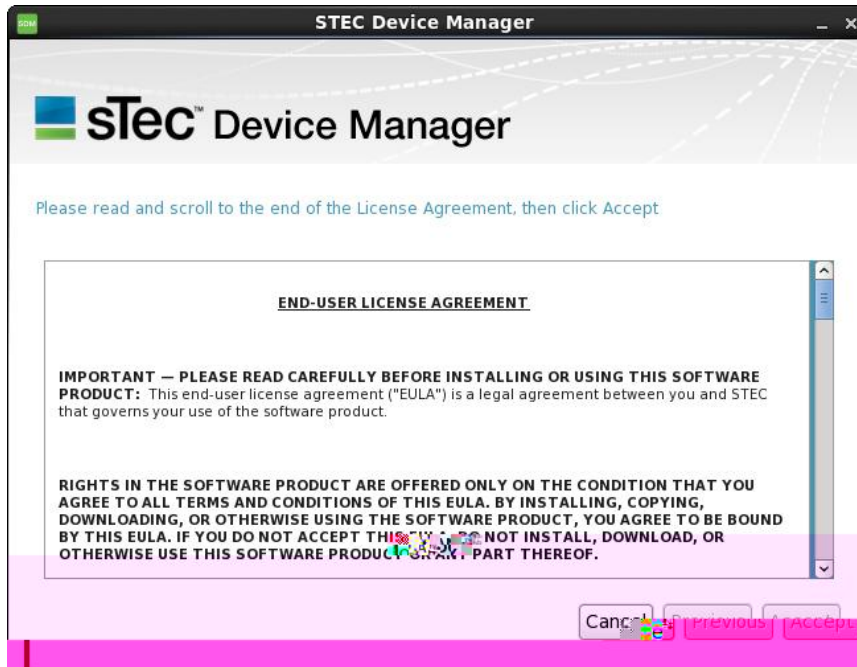 SDM STEC Device Manager
sTec™ Device Manager
Please read and scroll to the end of the License Agreement, then click Accept
END-USER LICENSE AGREEMENT
IMPORTANT — PLEASE READ CAREFULLY BEFORE INSTALLING OR USING THIS SOFTWARE
PRODUCT: This end-user license agreement ("EULA") is a legal agreement between you and STEC
that governs your use of the software product.
RIGHTS IN THE SOFTWARE PRODUCT ARE OFFERED ONLY ON THE CONDITION THAT YOU
AGREE TO ALL TERMS AND CONDITIONS OF THIS EULA. BY INSTALLING, COPYING,
DOWNLOADING, OR OTHERWISE USING THE SOFTWARE PRODUCT, YOU AGREE TO BE BOUND
BY THIS EULA. IF YOU DO NOT ACCEPT NOT INSTALL, DOWNLOAD, OR
OTHERWISE USE THIS SOFTWARE PRODUCT PART THEREOF.
Cancel Previous Accept